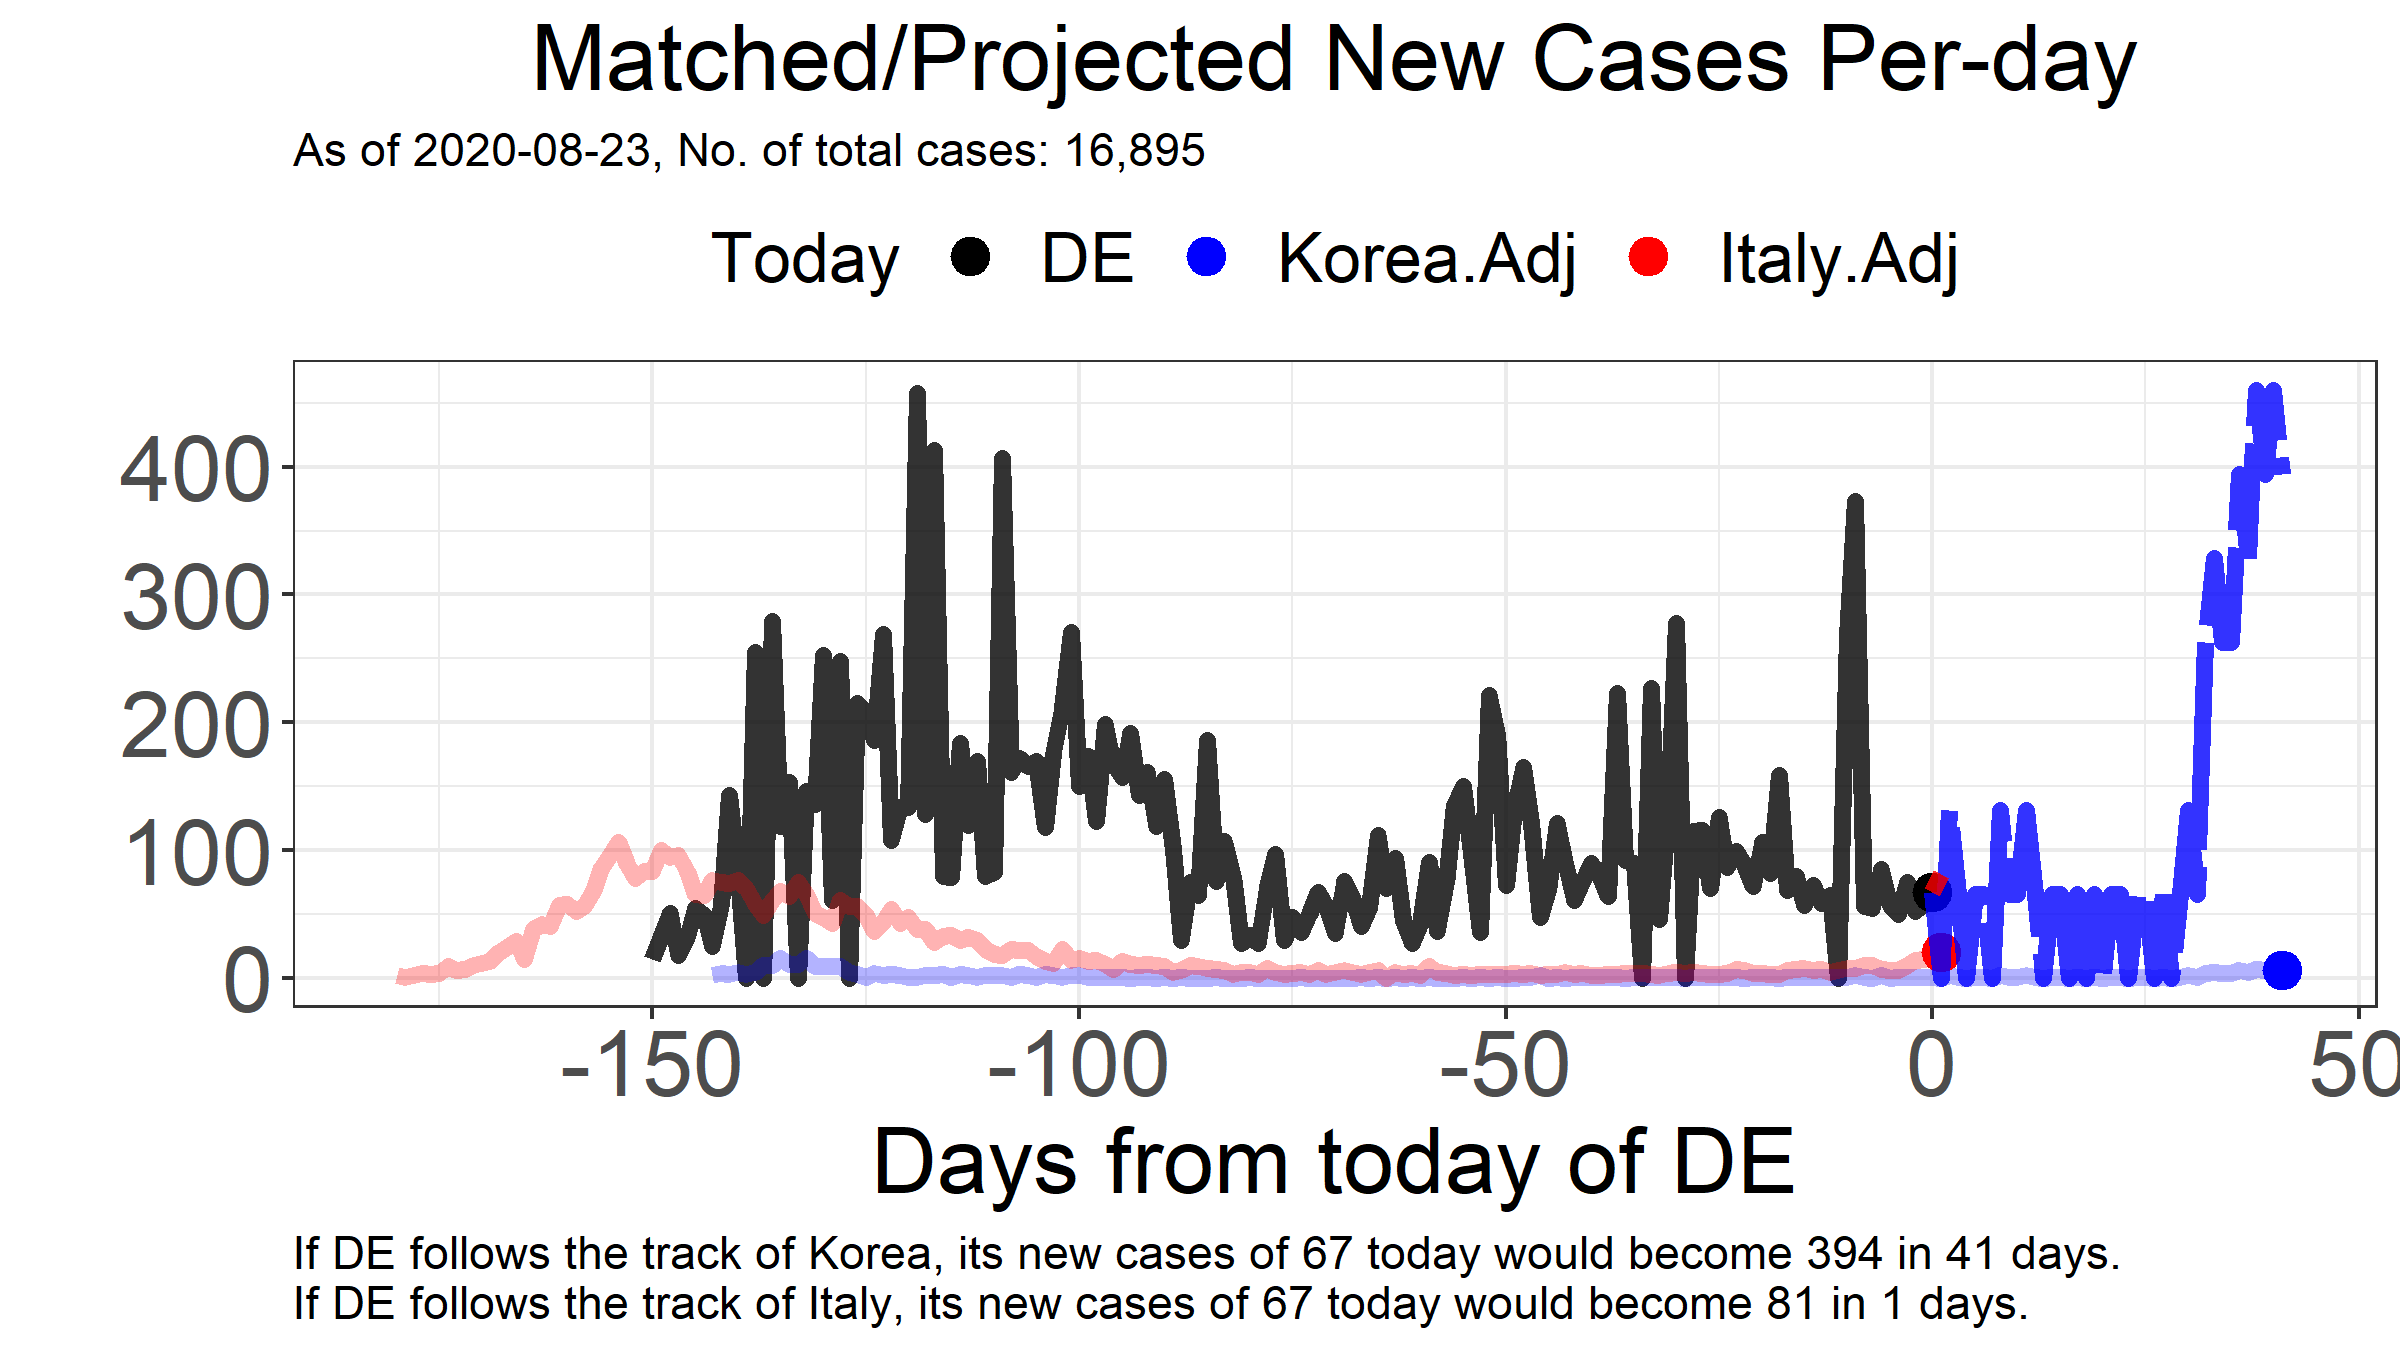 Matched/Projected New Cases Per-day
As of 2020-08-23, No. of total cases: 16,895
Today DE Korea.Adj Italy.Adj
400
300
200
100
0
-150 -100 -50 0 50
Days from today of DE
If DE follows the track of Korea, its new cases of 67 today would become 394 in 41 days.
If DE follows the track of Italy, its new cases of 67 today would become 81 in 1 days.